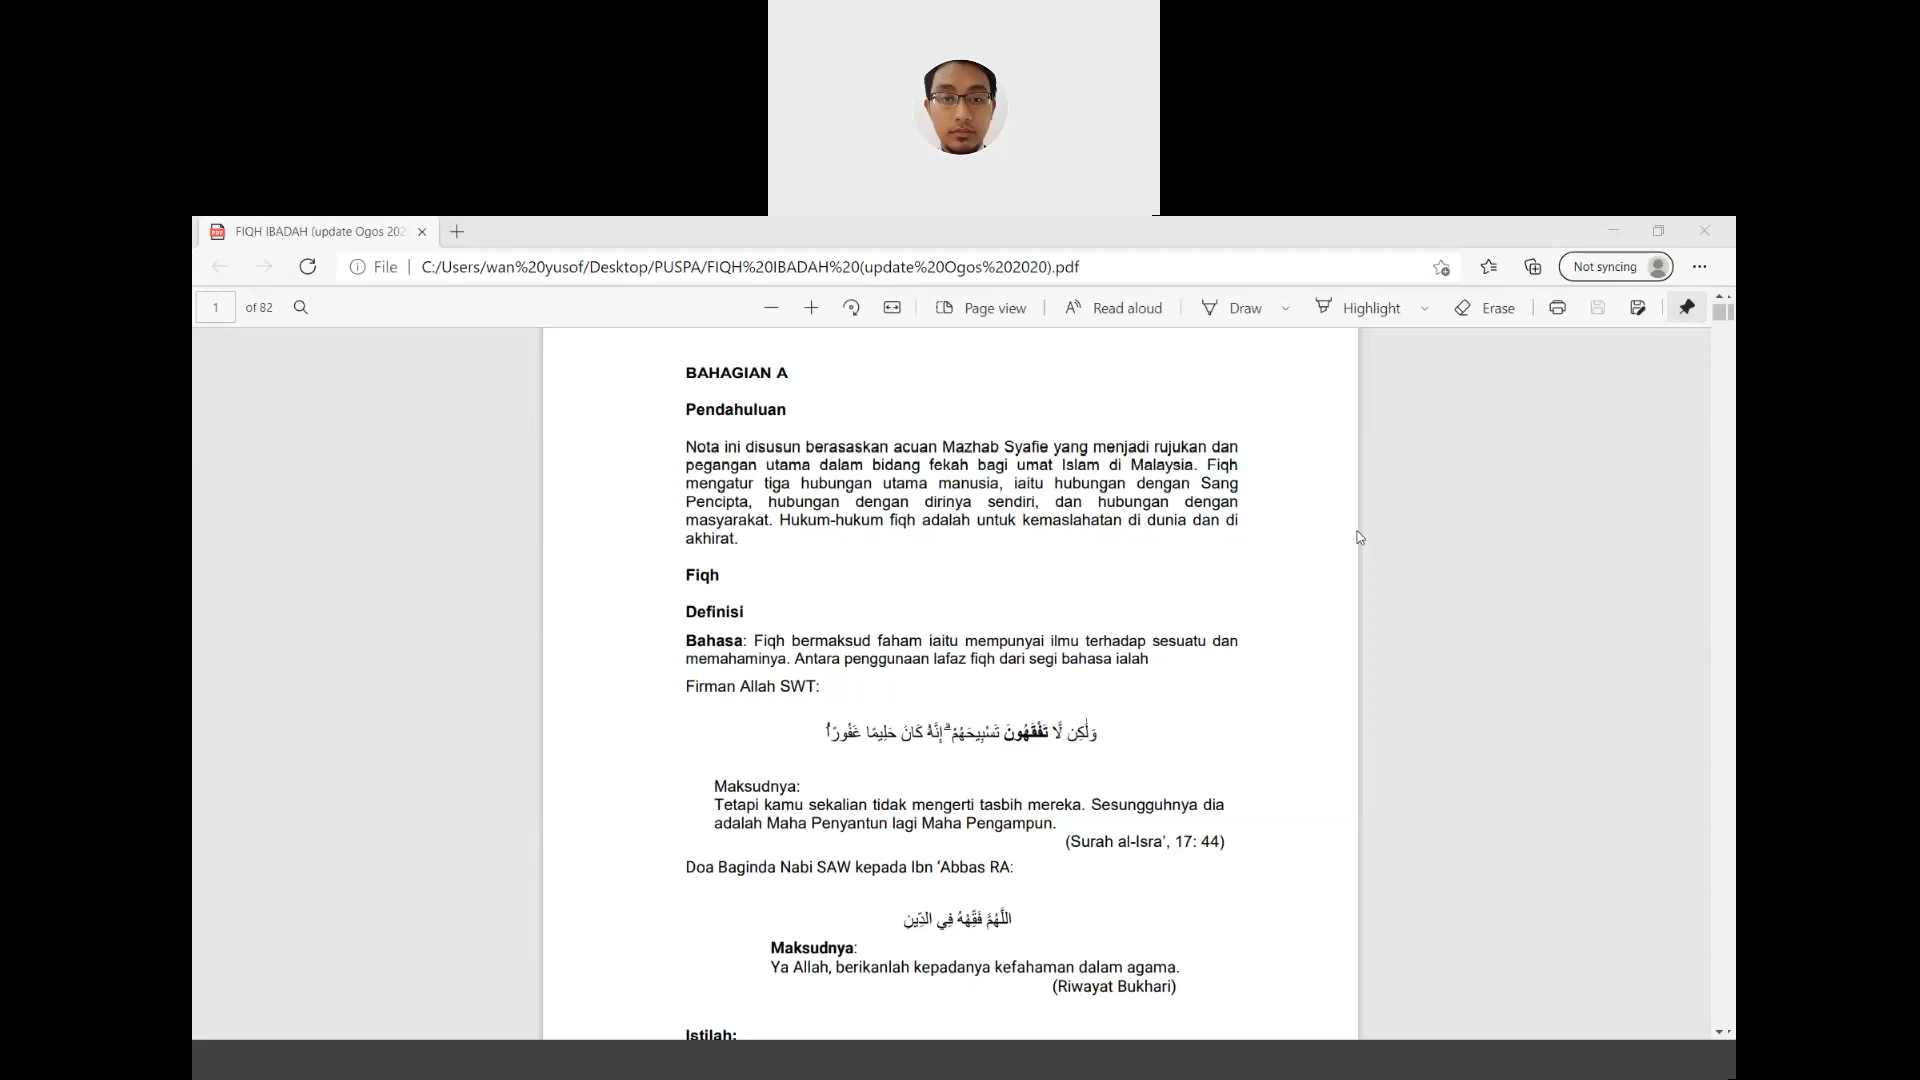 FIQH IBADAH (update Ogos 202
File
C:/Users/wan%20yusof/Desktop/PUSPA/FIQH%20IBADAH%20(update%20Ogos%202020).pdf
Not syncing
1 of 82
Page view
Read aloud
Draw
Highlight
Erase
BAHAGIAN A
Pendahuluan
Nota ini disusun berasaskan acuan Mazhab Syafie yang menjadi rujukan dan
pegangan utama dalam bidang fekah bagi umat Islam di Malaysia. Fiqh
mengatur tiga hubungan utama manusia, iaitu hubungan dengan Sang
Pencipta, hubungan dengan dirinya sendiri, dan hubungan dengan
masyarakat. Hukum-hukum fiqh adalah untuk kemaslahatan di dunia dan di
akhirat.
Fiqh
Definisi
Bahasa: Fiqh bermaksud faham iaitu mempunyai ilmu terhadap sesuatu dan
memahaminya. Antara penggunaan lafaz fiqh dari segi bahasa ialah
Firman Allah SWT:
وَلَٰكِن لَّا تَفْقَهُونَ تَسْبِيحَهُمْ ۗ إِنَّهُ كَانَ حَلِيمًا غَفُورًا
Maksudnya:
Tetapi kamu sekalian tidak mengerti tasbih mereka. Sesungguhnya dia
adalah Maha Penyantun lagi Maha Pengampun.
(Surah al-Isra’, 17: 44)
Doa Baginda Nabi SAW kepada Ibn ‘Abbas RA:
اللَّهُمَّ فَقِّهْهُ فِي الدِّينِ
Maksudnya:
Ya Allah, berikanlah kepadanya kefahaman dalam agama.
(Riwayat Bukhari)
Istilah: